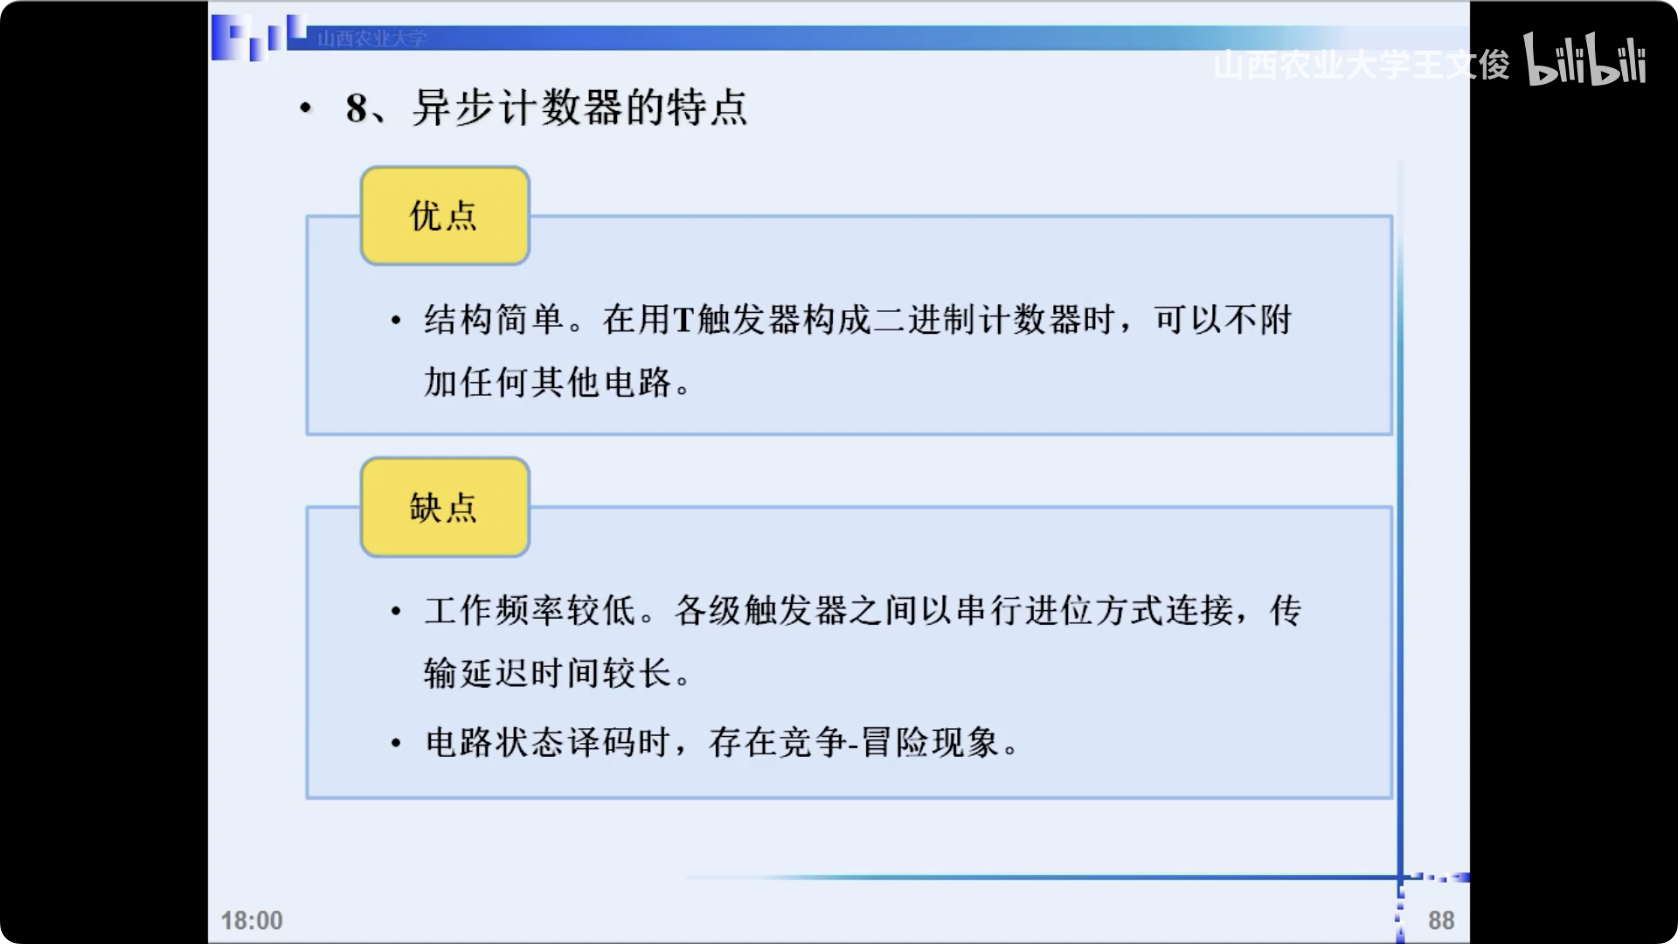 山西农业大学
山西农业大学王文俊 bilibili
• 8、异步计数器的特点
优点
• 结构简单。在用T触发器构成二进制计数器时，可以不附
加任何其他电路。
缺点
• 工作频率较低。各级触发器之间以串行进位方式连接，传
输延迟时间较长。
• 电路状态译码时，存在竞争-冒险现象。
18:00
88